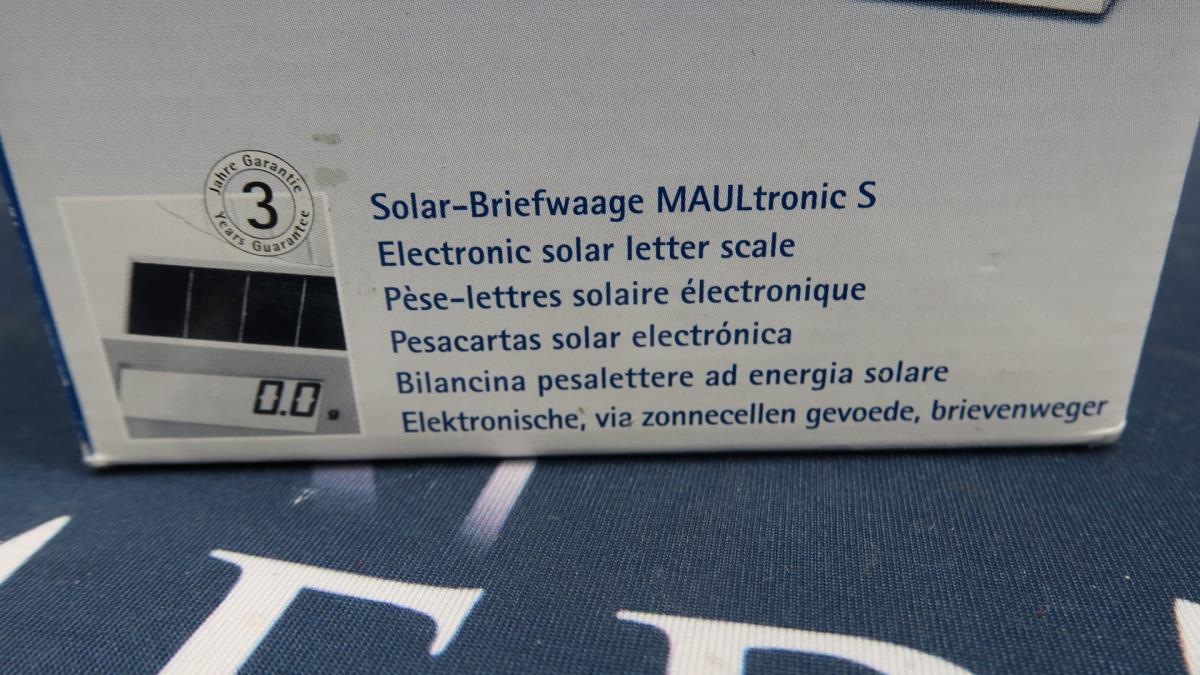 Jahre Garantie
3
Years Guarantee
Solar-Briefwaage MAULtronic S
Electronic solar letter scale
Pèse-lettres solaire électronique
Pesacartas solar electrónica
Bilancina pesalettere ad energia solare
Elektronische, via zonnecellen gevoede, brievenweger
0.0